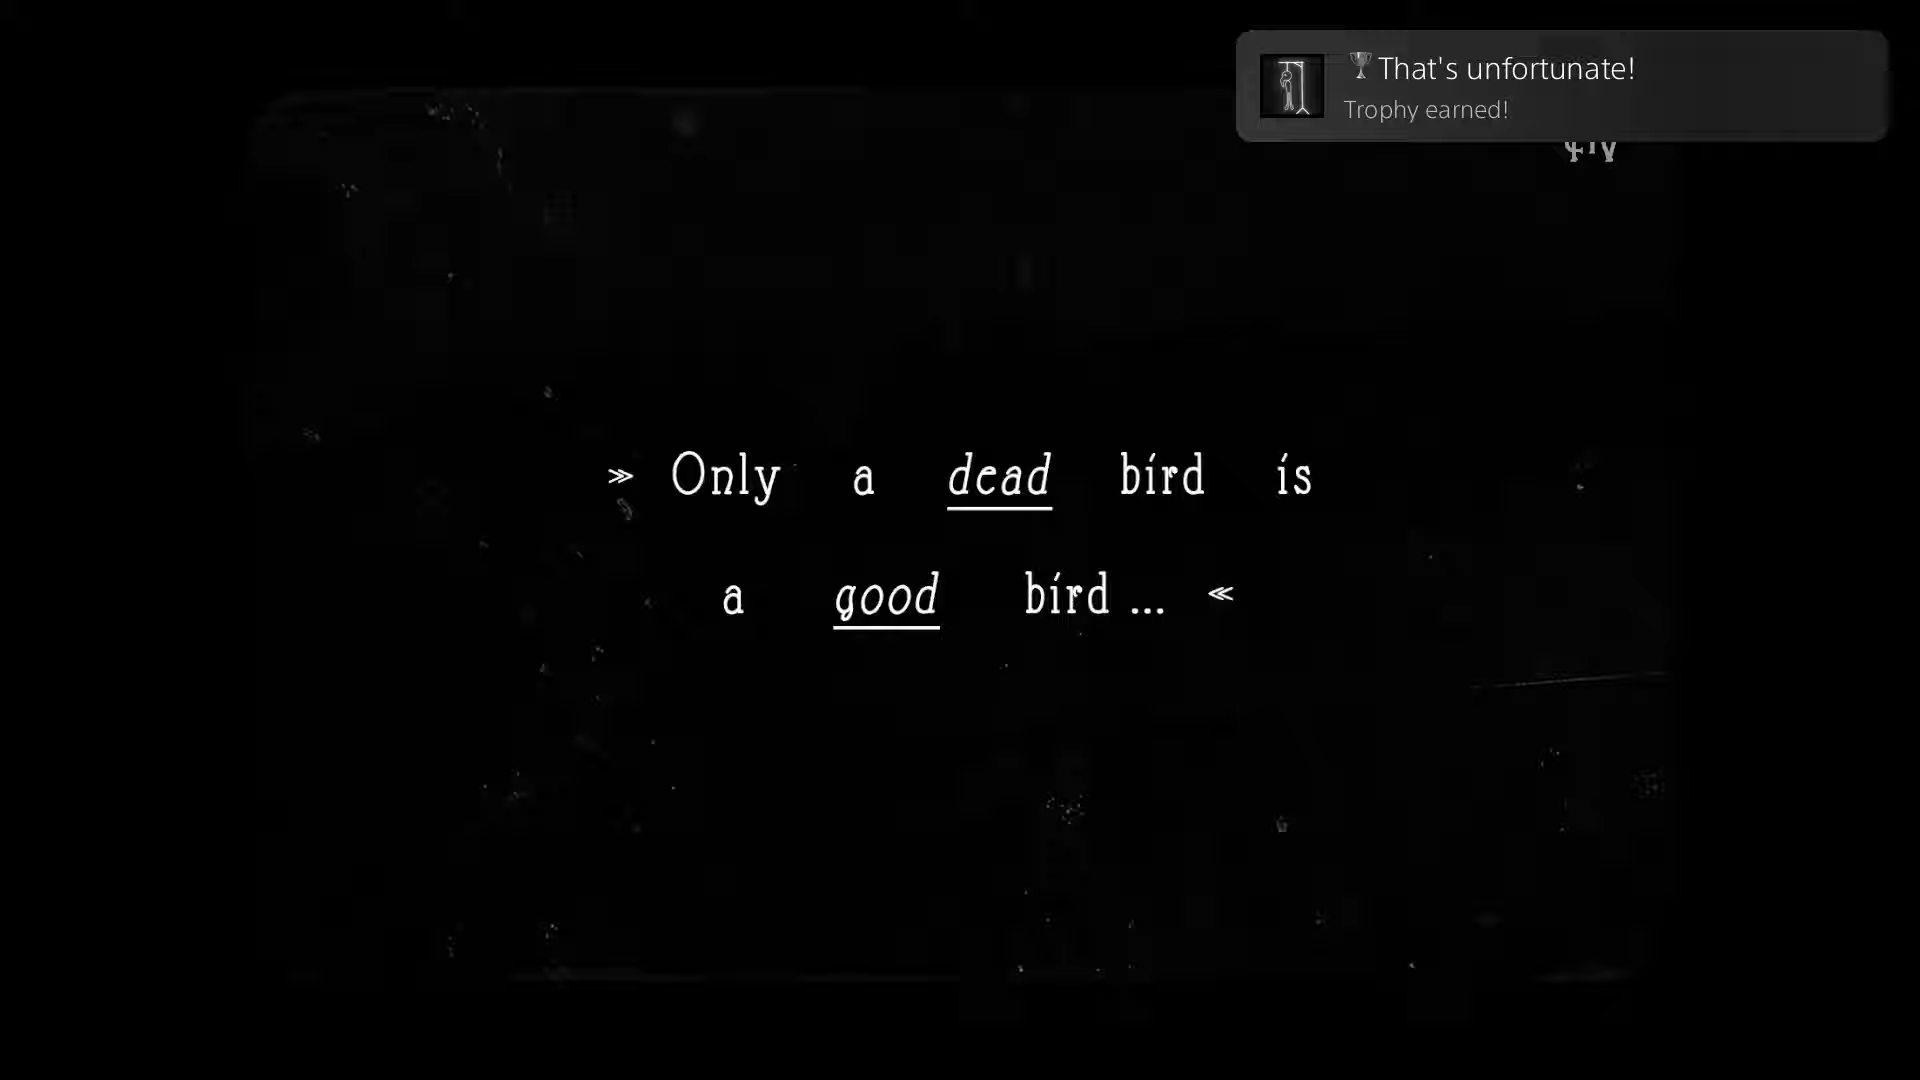 That's unfortunate!
Trophy earned!
» Only a dead bird is
a good bird ... «